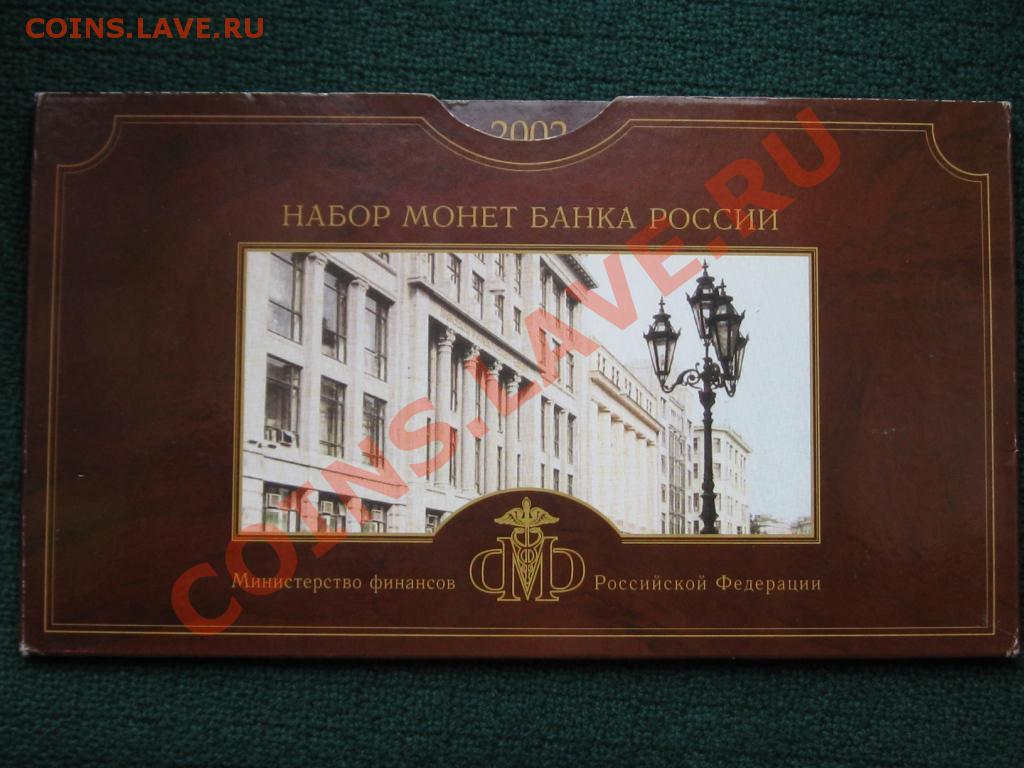 COINS.LAVE.RU
2002
НАБОР МОНЕТ БАНКА РОССИИ
COINS.LAVE.RU
Министерство финансов Российской Федерации